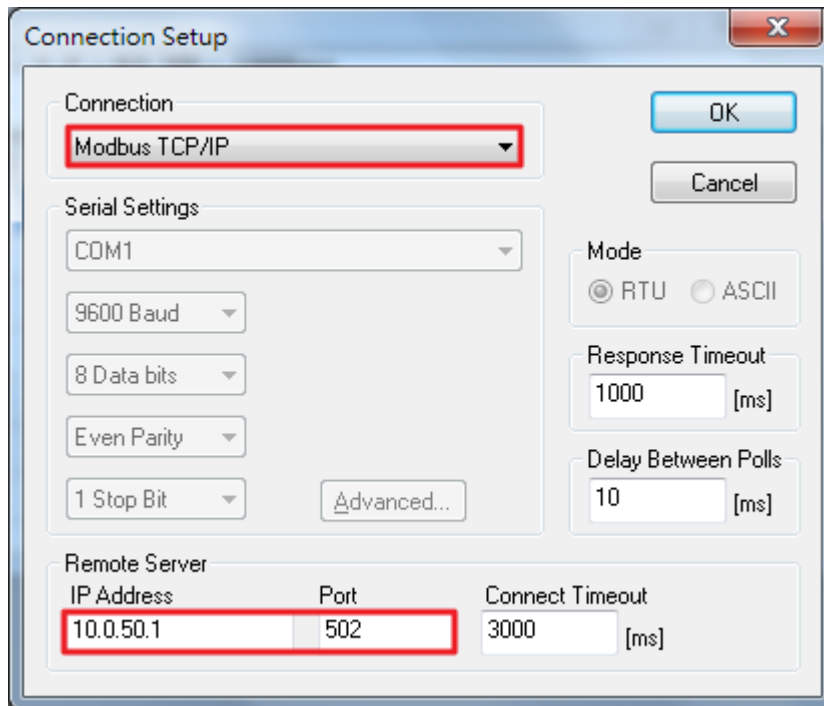 Connection Setup
Connection
Modbus TCP/IP
OK
Cancel
Serial Settings
COM1
9600 Baud
8 Data bits
Even Parity
1 Stop Bit
Advanced...
Mode
RTU ASCII
Response Timeout
1000 [ms]
Delay Between Polls
10 [ms]
Remote Server
IP Address Port Connect Timeout
10.0.50.1 502 3000 [ms]